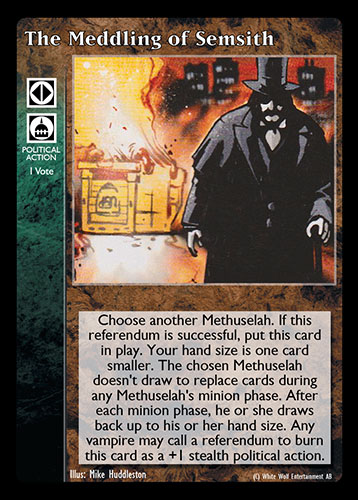 The Meddling of Semsith
POLITICAL
ACTION
1 Vote
Choose another Methuselah. If this
referendum is successful, put this card
in play. Your hand size is one card
smaller. The chosen Methuselah
doesn't draw to replace cards during
any Methuselah's minion phase. After
each minion phase, he or she draws
back up to his or her hand size. Any
vampire may call a referendum to burn
this card as a +1 stealth political action.
Illus: Mike Huddleston
(C) White Wolf Entertainment AB